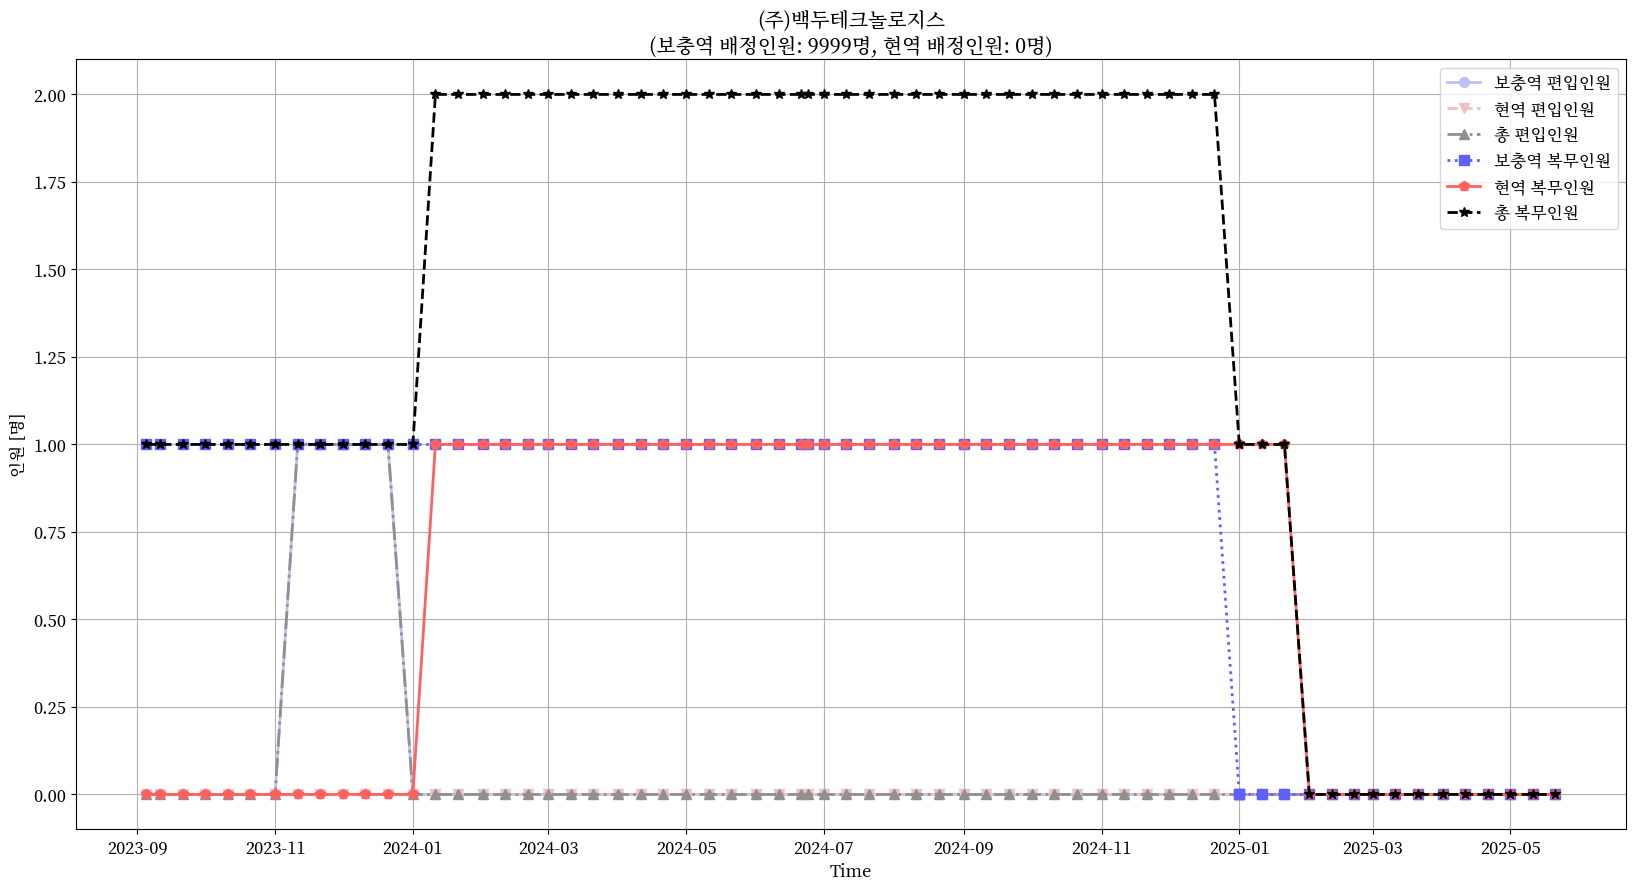 (주)백두테크놀로지스
(보충역 배정인원: 9999명, 현역 배정인원: 0명)
보충역 편입인원
현역 편입인원
총 편입인원
보충역 복무인원
현역 복무인원
총 복무인원
인원 [명]
2.00
1.75
1.50
1.25
1.00
0.75
0.50
0.25
0.00
2023-09 2023-11 2024-01 2024-03 2024-05 2024-07 2024-09 2024-11 2025-01 2025-03 2025-05
Time